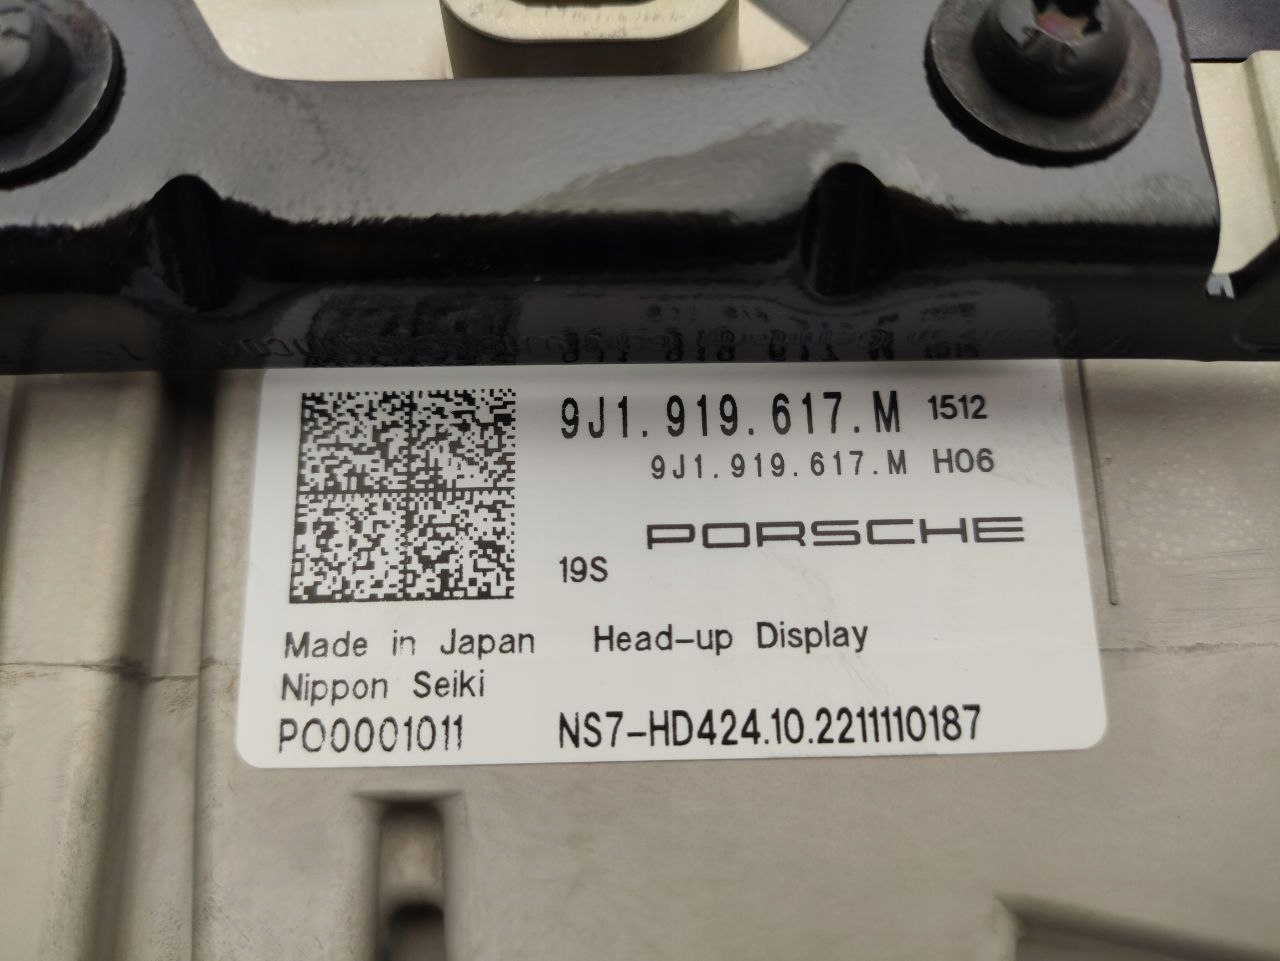 9J1.919.617.M 1512
9J1.919.617.M H06
PORSCHE
19S
Made in Japan Head-up Display
Nippon Seiki
P00001011 NS7-HD424.10.2211110187